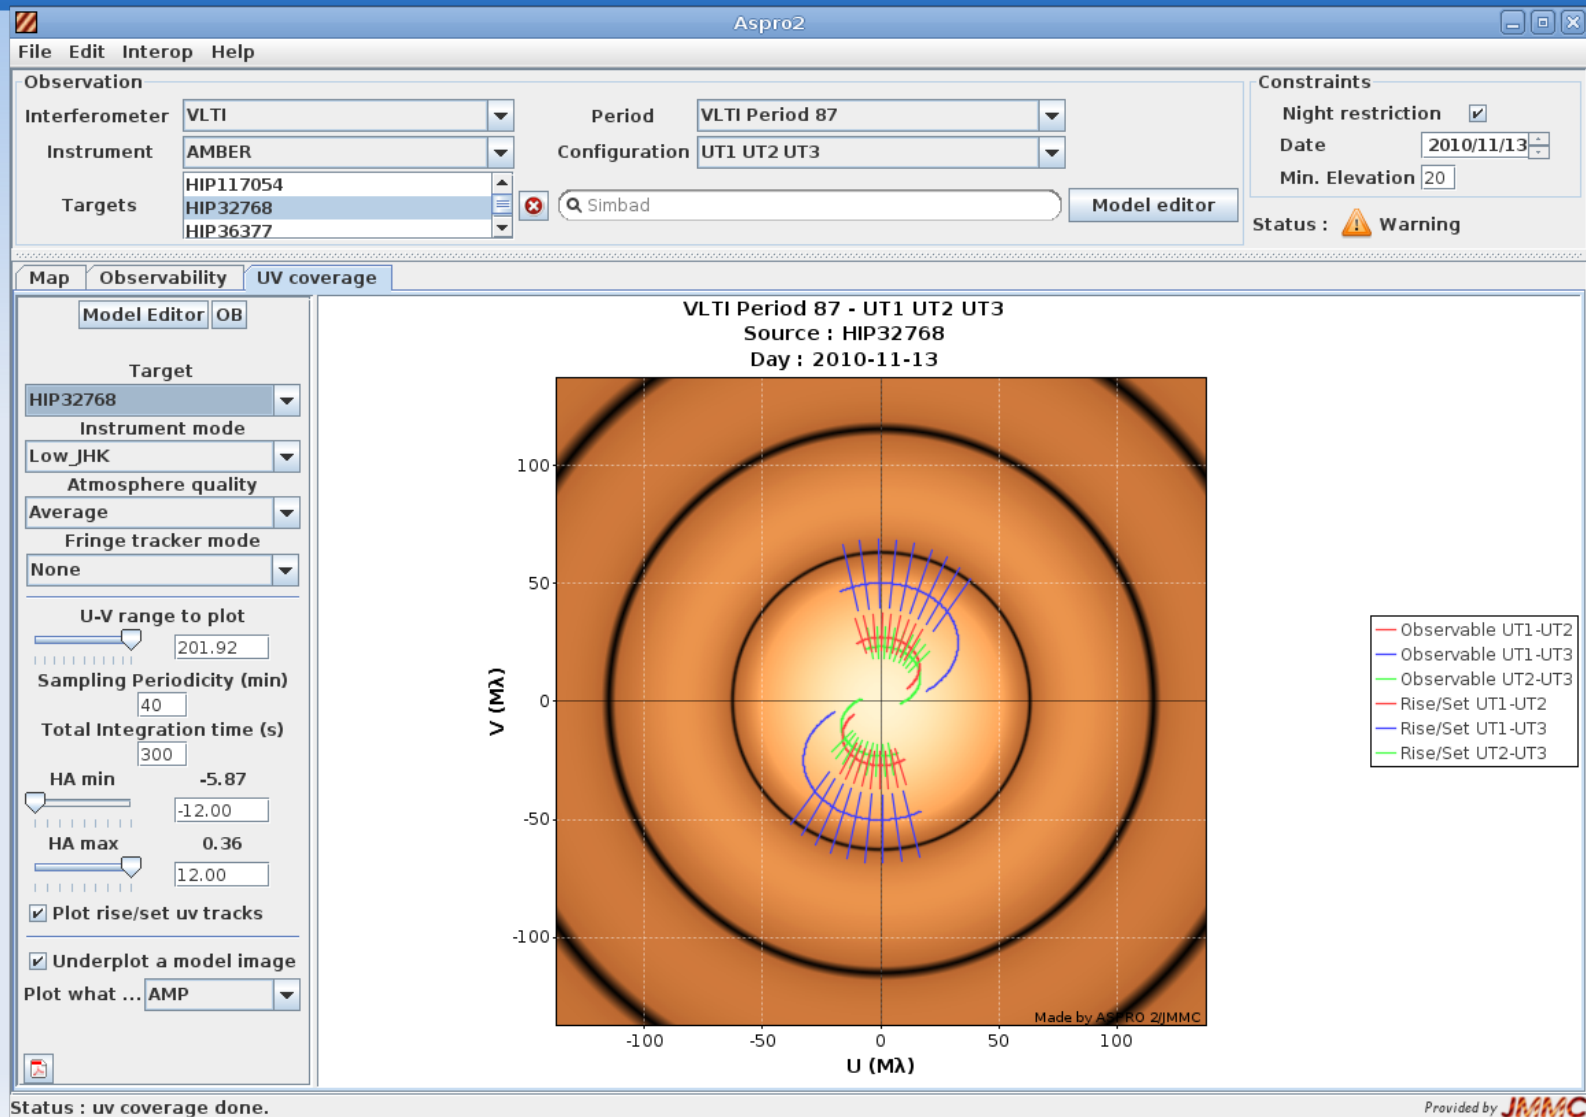 Aspro2
File Edit Interop Help
Observation
Constraints
Interferometer VLTI Period VLTI Period 87
Night restriction
Instrument AMBER Configuration UT1 UT2 UT3
Date 2010/11/13
Targets
HIP117054
HIP32768
HIP36377
Simbad
Model editor
Min. Elevation 20
Status : Warning
Map Observability UV coverage
Model Editor OB
Target
HIP32768
Instrument mode
Low_JHK
Atmosphere quality
Average
Fringe tracker mode
None
U-V range to plot
201.92
Sampling Periodicity (min)
40
Total Integration time (s)
300
HA min -5.87
-12.00
HA max 0.36
12.00
Plot rise/set uv tracks
Underplot a model image
Plot what ... AMP
VLTI Period 87 - UT1 UT2 UT3
Source : HIP32768
Day : 2010-11-13
100
50
0
-50
-100
V (Mλ)
-100 -50 0 50 100
U (Mλ)
Made by ASPRO 2/JMMC
Observable UT1-UT2
Observable UT1-UT3
Observable UT2-UT3
Rise/Set UT1-UT2
Rise/Set UT1-UT3
Rise/Set UT2-UT3
Status : uv coverage done.
Provided by JMMC